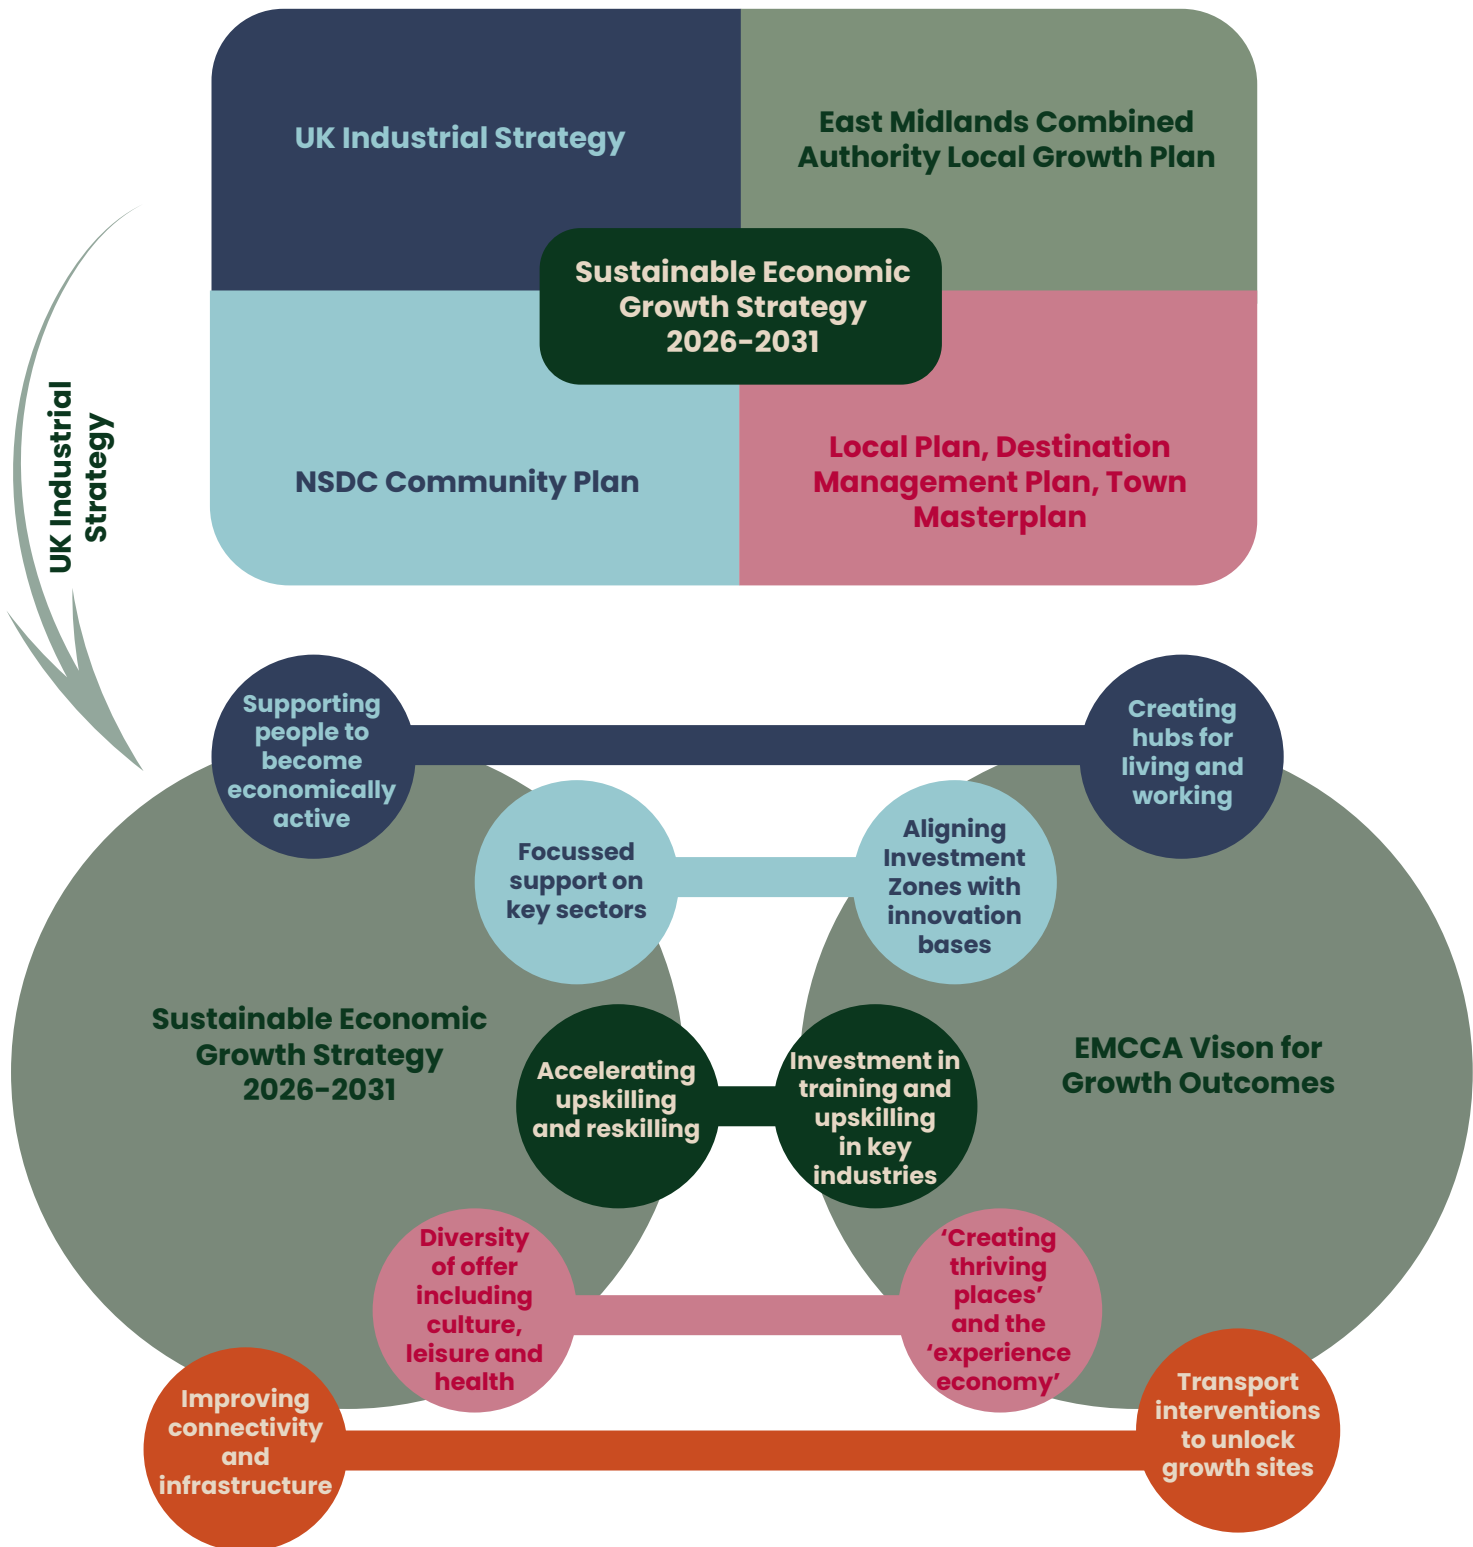 UK Industrial Strategy
East Midlands Combined
Authority Local Growth Plan
Sustainable Economic
Growth Strategy
2026-2031
NSDC Community Plan
Local Plan, Destination
Management Plan, Town
Masterplan
UK Industrial
Strategy
Supporting
people to
become
economically
active
Creating
hubs for
living and
working
Focussed
support on
key sectors
Aligning
Investment
Zones with
innovation
bases
Sustainable Economic
Growth Strategy
2026-2031
EMCCA Vison for
Growth Outcomes
Accelerating
upskilling
and reskilling
Investment in
training and
upskilling
in key
industries
Diversity
of offer
including
culture,
leisure and
health
‘Creating
thriving
places’
and the
‘experience
economy’
Improving
connectivity
and
infrastructure
Transport
interventions
to unlock
growth sites